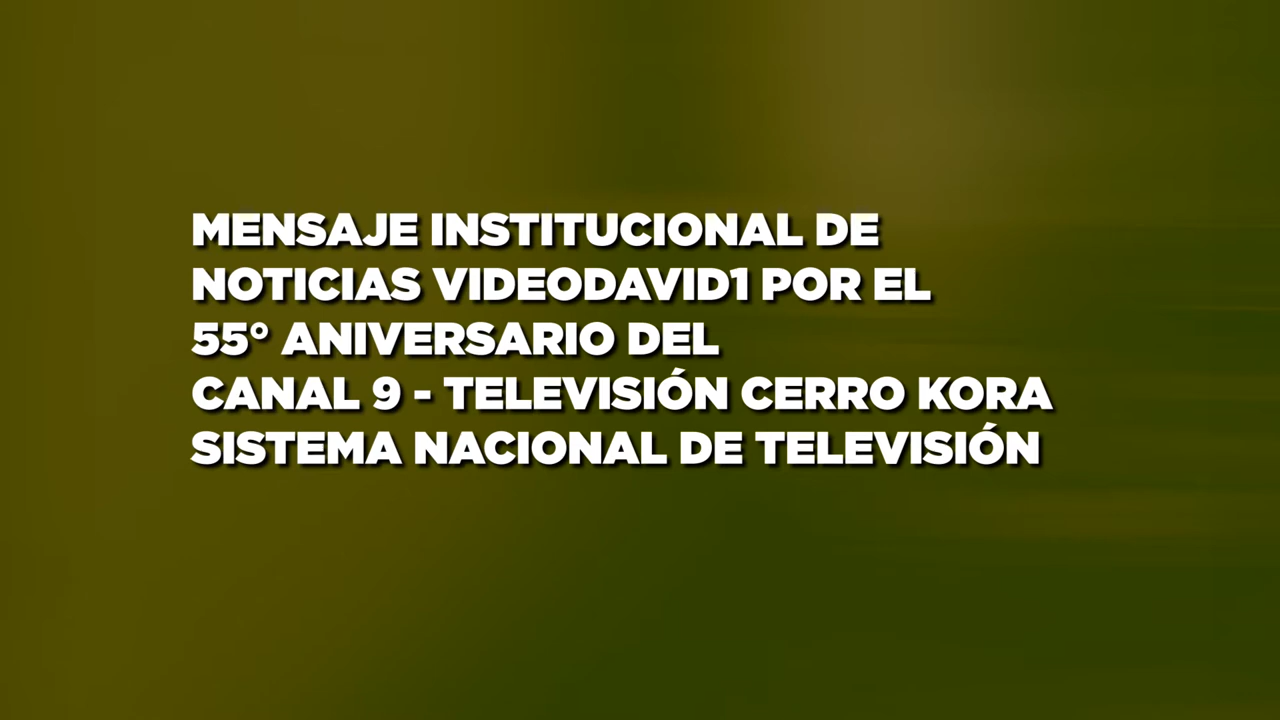 MENSAJE INSTITUCIONAL DE
NOTICIAS VIDEODAVID1 POR EL
55° ANIVERSARIO DEL
CANAL 9 - TELEVISIÓN CERRO KORA
SISTEMA NACIONAL DE TELEVISIÓN